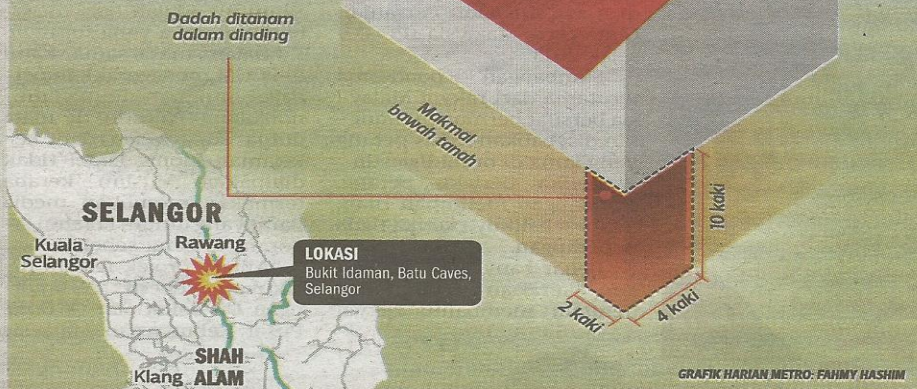 Dadah ditanam
dalam dinding
Makmal
bawah tanah
10 kaki
2 kaki
4 kaki
SELANGOR
Kuala
Selangor
Rawang
LOKASI
Bukit Idaman, Batu Caves,
Selangor
SHAH
ALAM
Klang
GRAFIK HARIAN METRO: FAHMY HASHIM